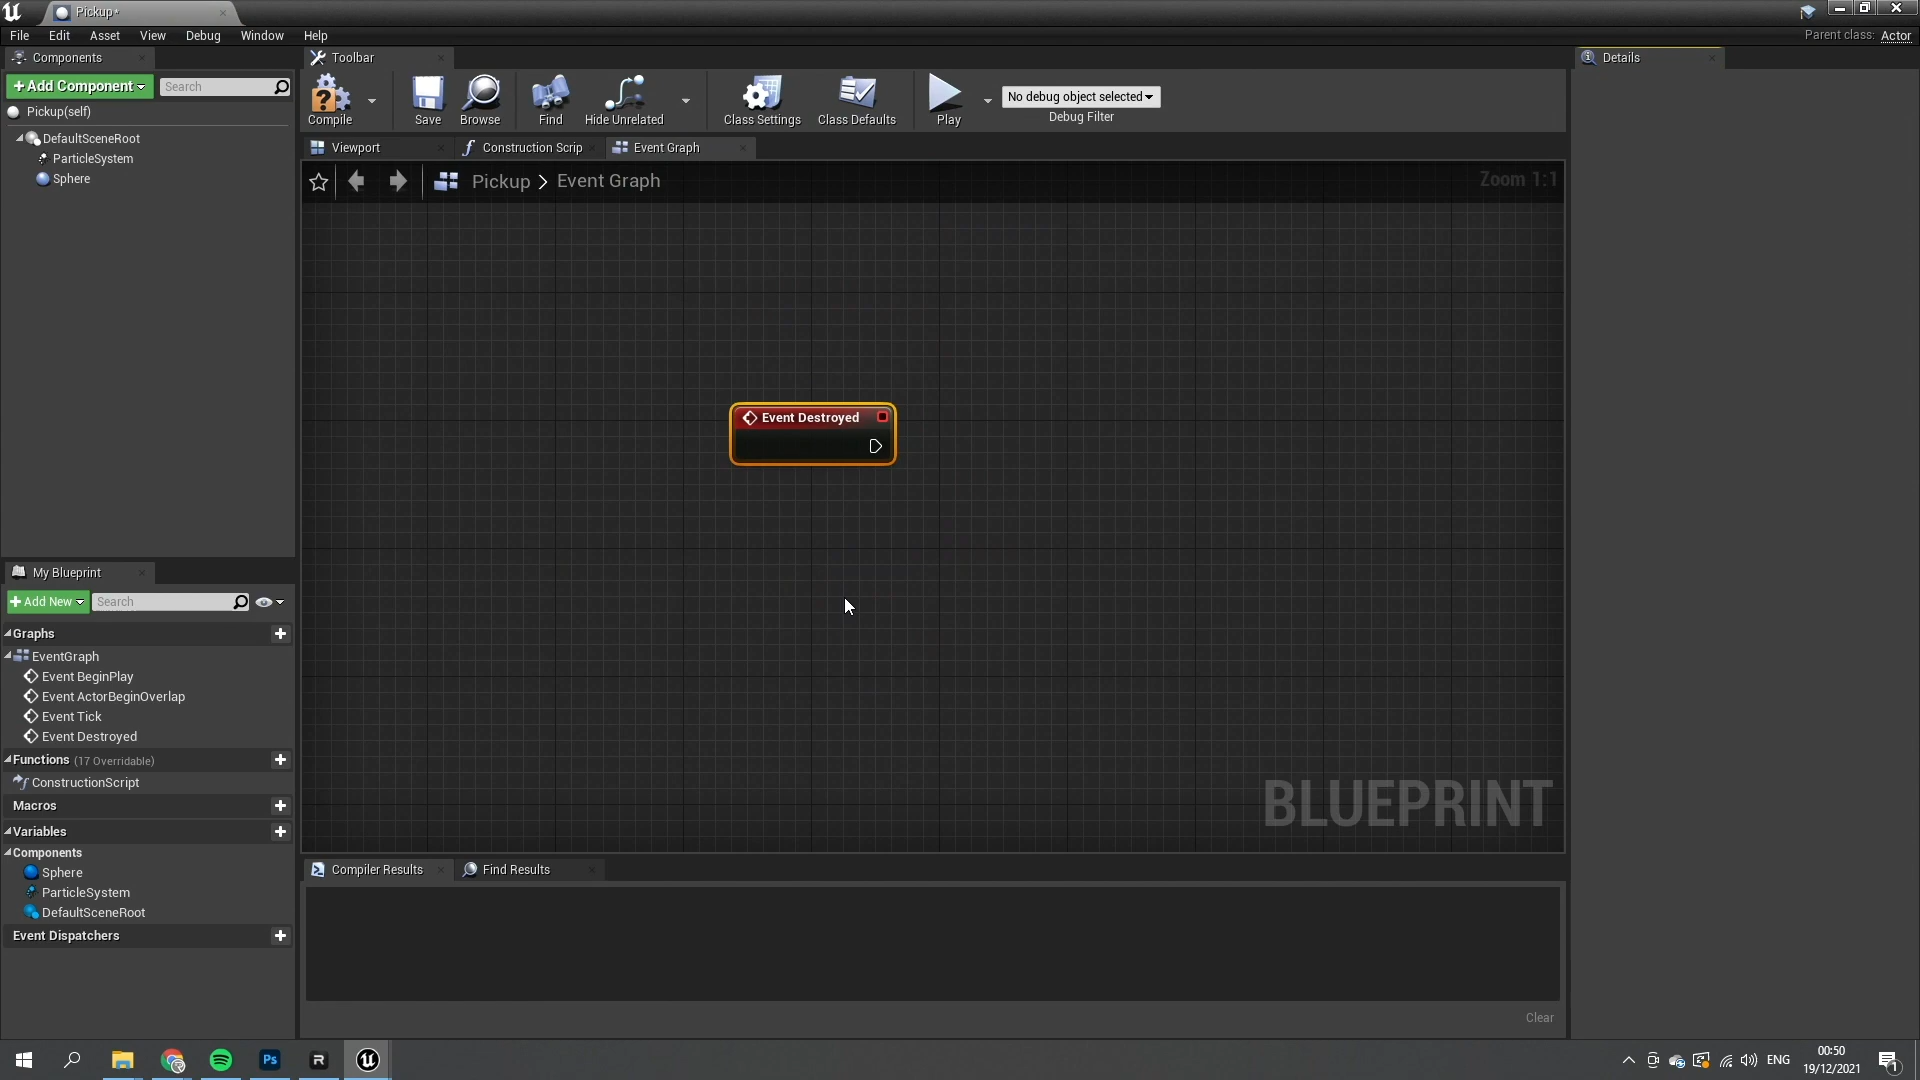 Pickup*
File Edit Asset View Debug Window Help
Parent class: Actor
Components
Toolbar
Details
+Add Component
Search
Pickup(self)
DefaultSceneRoot
ParticleSystem
Sphere
Compile
Save
Browse
Find
Hide Unrelated
Class Settings
Class Defaults
Play
No debug object selected
Debug Filter
Viewport
Construction Scrip
Event Graph
Pickup > Event Graph
Zoom 1:1
Event Destroyed
BLUEPRINT
My Blueprint
+Add New
Search
Graphs
EventGraph
Event BeginPlay
Event ActorBeginOverlap
Event Tick
Event Destroyed
Functions (17 Overridable)
ConstructionScript
Macros
Variables
Components
Sphere
ParticleSystem
DefaultSceneRoot
Event Dispatchers
Compiler Results
Find Results
Clear
Ps
R
ENG
00:50
19/12/2021
1